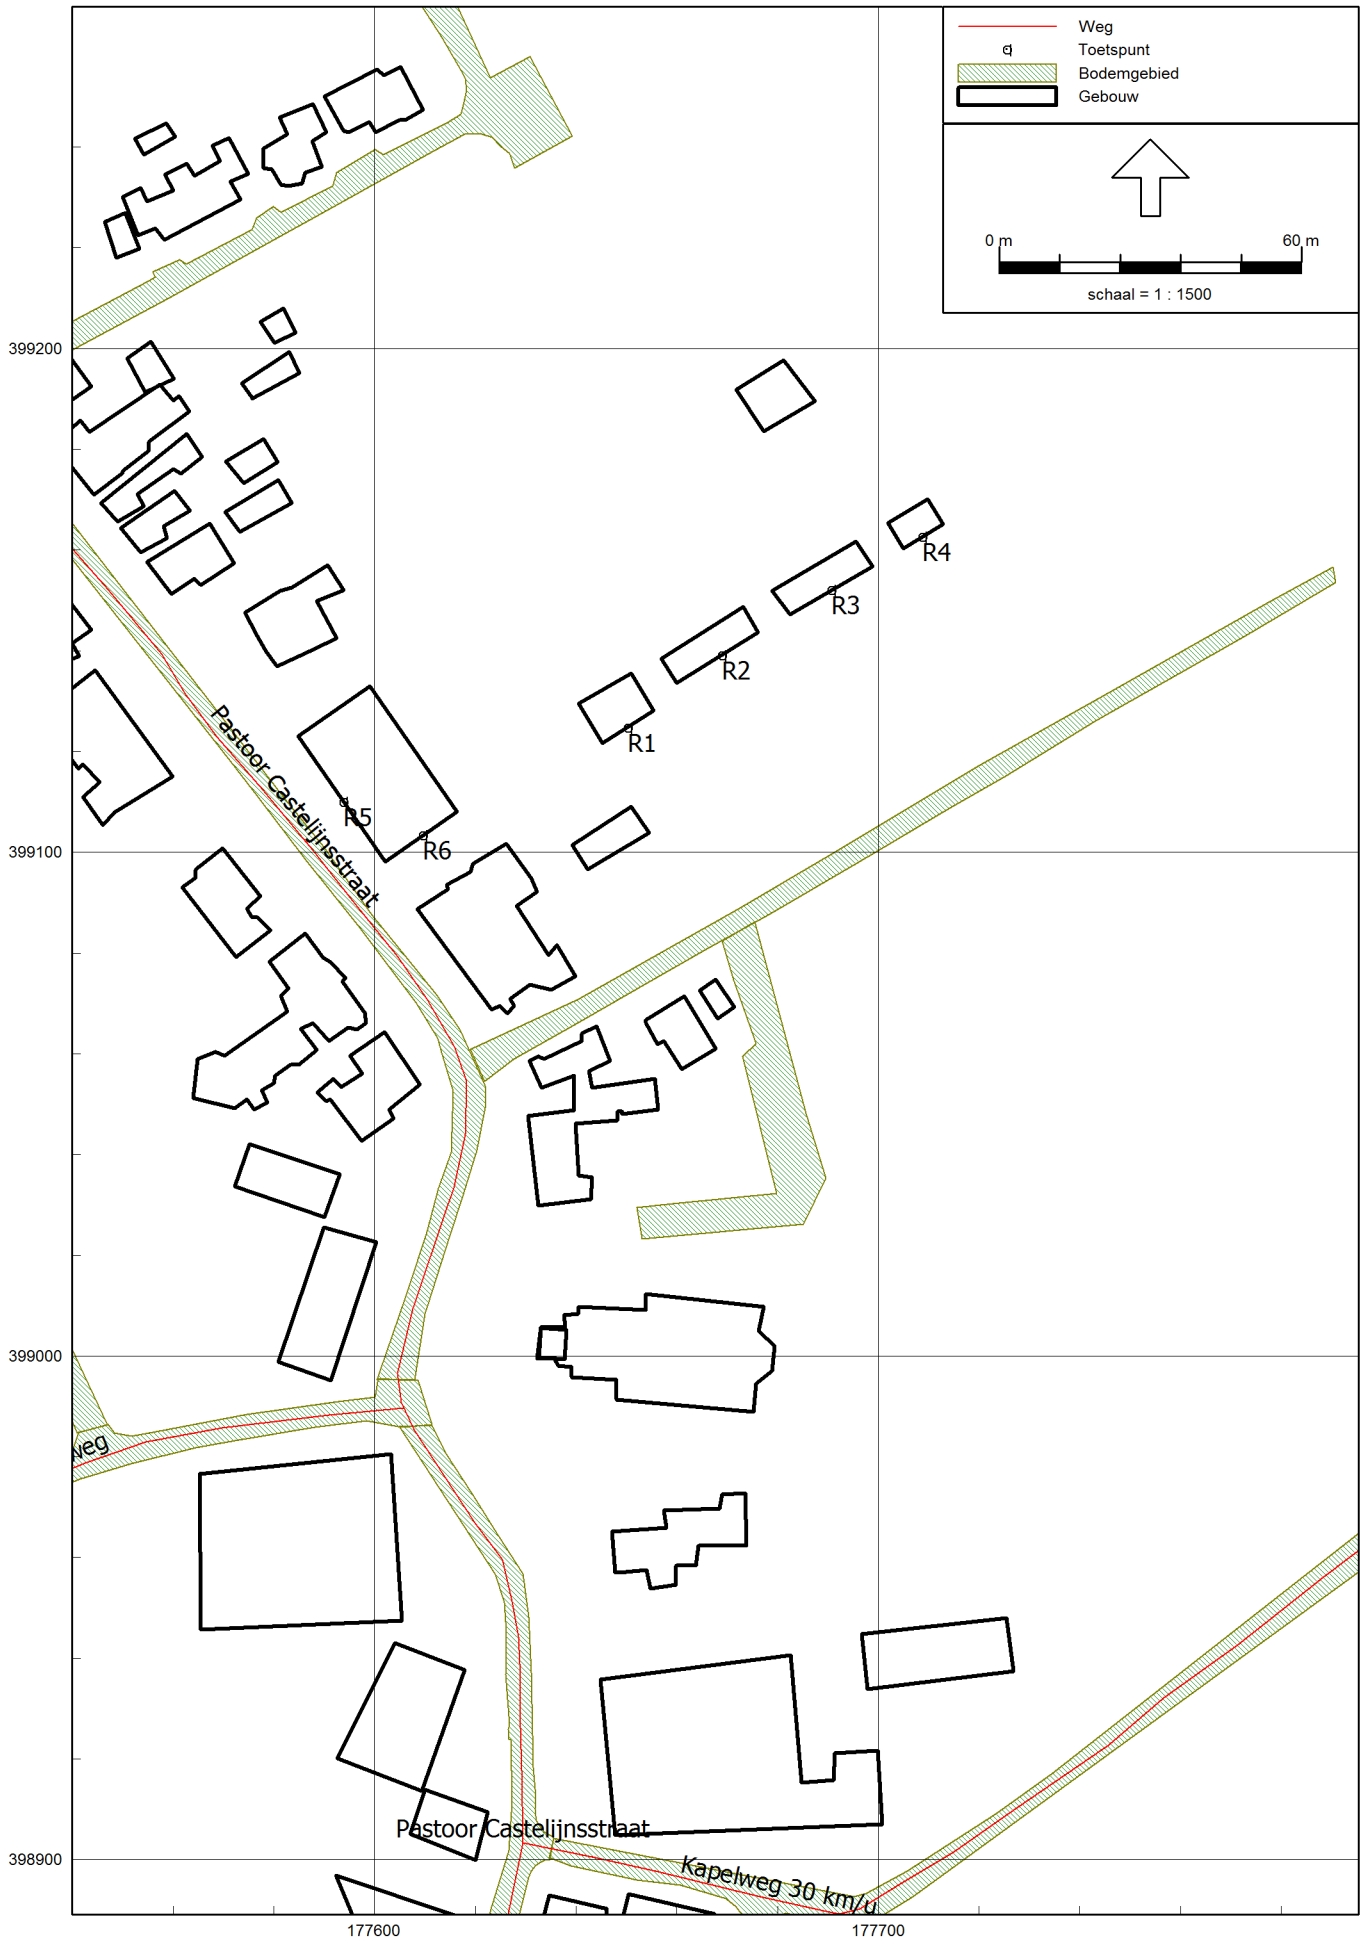 Weg
Toetspunt
Bodemgebied
Gebouw
0 m 60 m
schaal = 1 : 1500
399200
R4
R3
R2
R1
Pastoor Castelijnsstraat
R5
R6
399100
399000
weg
Pastoor Castelijnsstraat
Kapelweg 30 km/u
398900
177600 177700